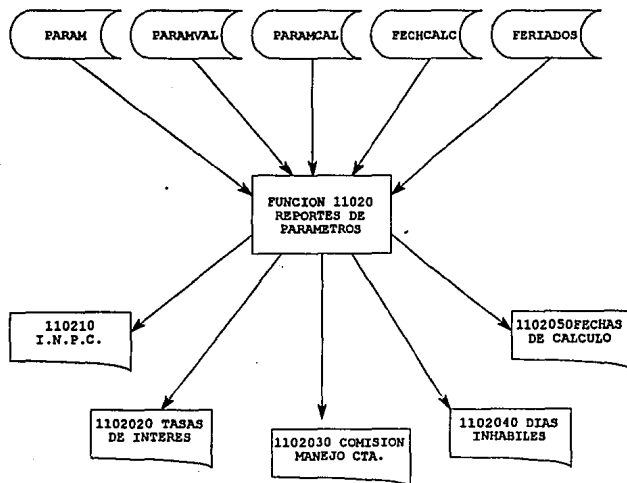 PARAM
PARAMVAL
PARAMCAL
FECHCALC
FERIADOS
FUNCION 11020
REPORTES DE
PARAMETROS
110210
I.N.P.C.
1102050FECHAS
DE CALCULO
1102020 TASAS
DE INTERES
1102030 COMISION
MANEJO CTA.
1102040 DIAS
INHABILES